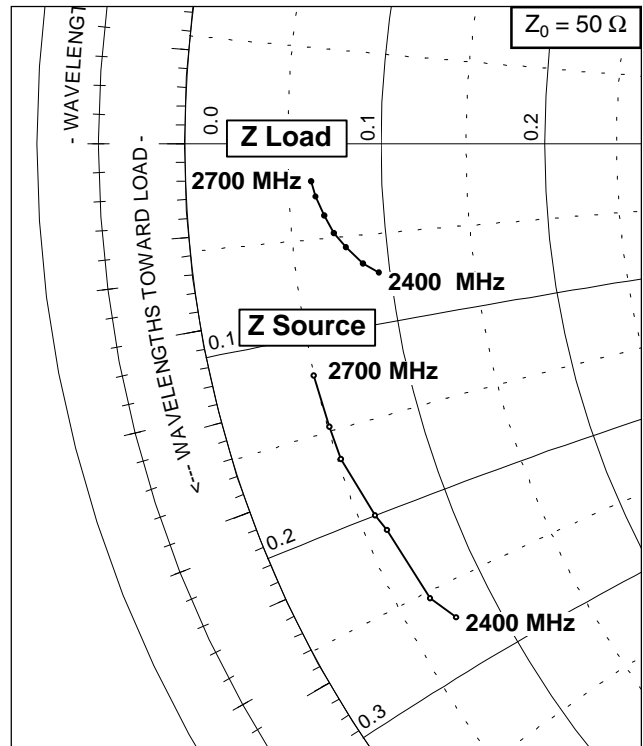 Z₀ = 50 Ω
- WAVELENGT
0.0
0.1
0.2
Z Load
2700 MHz
2400 MHz
WAVELENGTHS TOWARD LOAD -
<---
0.1
Z Source
2700 MHz
0.2
2400 MHz
0.3